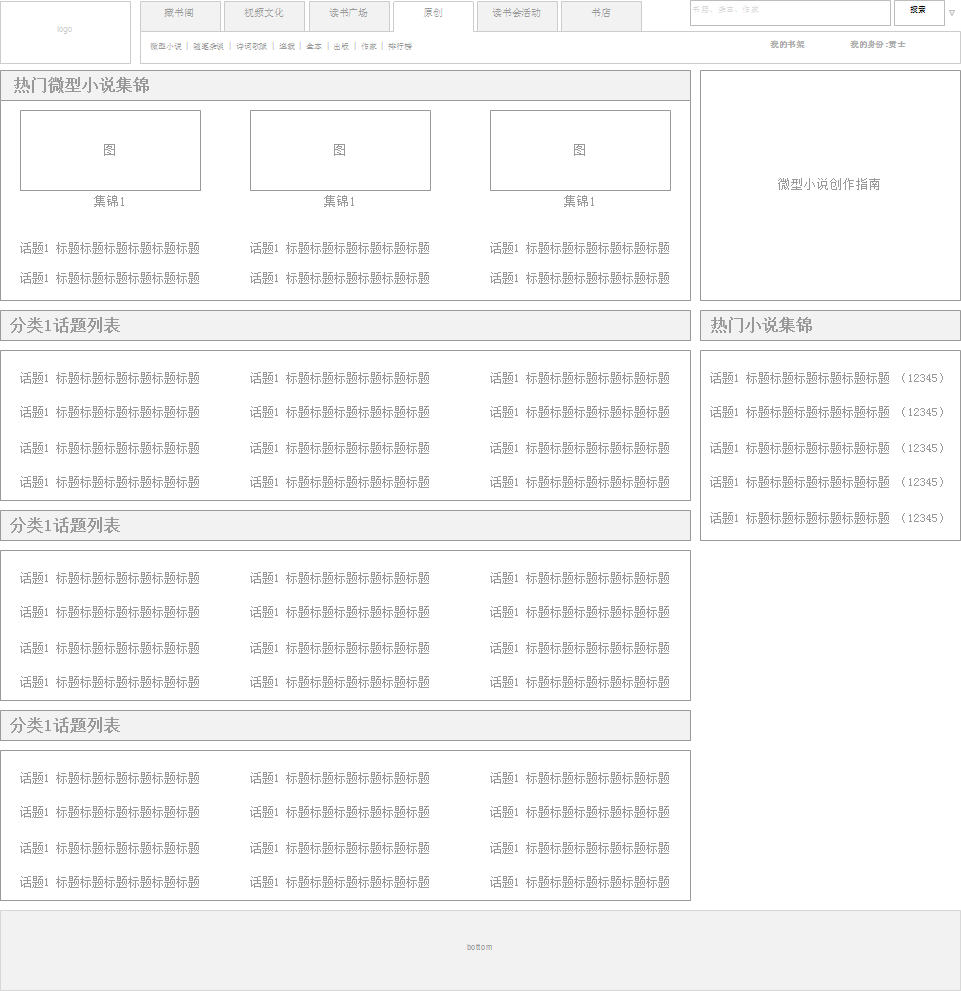 logo
藏书阁 视频文化 读书广场 原创 读书会活动 书店
书名、杂志、作家 搜索
微型小说 | 随笔杂谈 | 诗词歌赋 | 连载 | 全本 | 出版 | 作家 | 排行榜 我的书架 我的身份:贡士
热门微型小说集锦
图 图 图
集锦1 集锦1 集锦1
微型小说创作指南
话题1 标题标题标题标题标题标题 话题1 标题标题标题标题标题标题 话题1 标题标题标题标题标题标题
话题1 标题标题标题标题标题标题 话题1 标题标题标题标题标题标题 话题1 标题标题标题标题标题标题
分类1话题列表
话题1 标题标题标题标题标题标题 话题1 标题标题标题标题标题标题 话题1 标题标题标题标题标题标题
话题1 标题标题标题标题标题标题 话题1 标题标题标题标题标题标题 话题1 标题标题标题标题标题标题
话题1 标题标题标题标题标题标题 话题1 标题标题标题标题标题标题 话题1 标题标题标题标题标题标题
话题1 标题标题标题标题标题标题 话题1 标题标题标题标题标题标题 话题1 标题标题标题标题标题标题
热门小说集锦
话题1 标题标题标题标题标题标题 （12345）
话题1 标题标题标题标题标题标题 （12345）
话题1 标题标题标题标题标题标题 （12345）
话题1 标题标题标题标题标题标题 （12345）
话题1 标题标题标题标题标题标题 （12345）
分类1话题列表
话题1 标题标题标题标题标题标题 话题1 标题标题标题标题标题标题 话题1 标题标题标题标题标题标题
话题1 标题标题标题标题标题标题 话题1 标题标题标题标题标题标题 话题1 标题标题标题标题标题标题
话题1 标题标题标题标题标题标题 话题1 标题标题标题标题标题标题 话题1 标题标题标题标题标题标题
话题1 标题标题标题标题标题标题 话题1 标题标题标题标题标题标题 话题1 标题标题标题标题标题标题
分类1话题列表
话题1 标题标题标题标题标题标题 话题1 标题标题标题标题标题标题 话题1 标题标题标题标题标题标题
话题1 标题标题标题标题标题标题 话题1 标题标题标题标题标题标题 话题1 标题标题标题标题标题标题
话题1 标题标题标题标题标题标题 话题1 标题标题标题标题标题标题 话题1 标题标题标题标题标题标题
话题1 标题标题标题标题标题标题 话题1 标题标题标题标题标题标题 话题1 标题标题标题标题标题标题
bottom